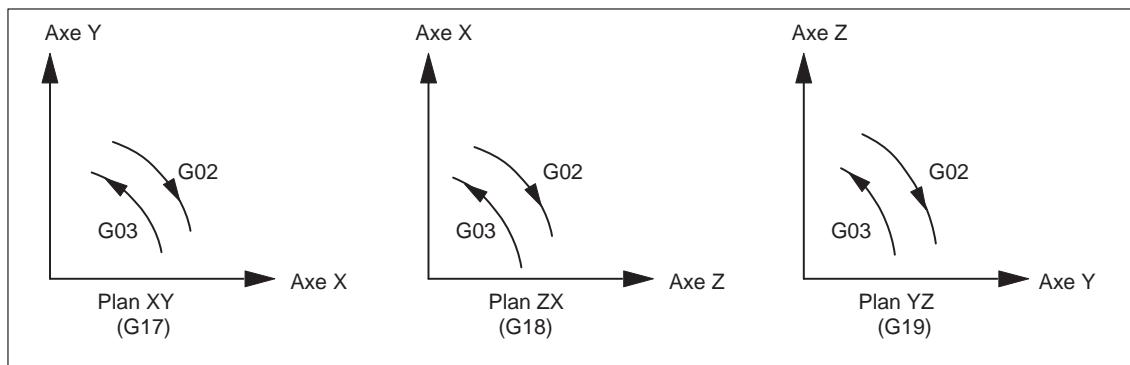 Axe Y
G02
G03
Axe X
Plan XY
(G17)
Axe X
G02
G03
Axe Z
Plan ZX
(G18)
Axe Z
G02
G03
Axe Y
Plan YZ
(G19)